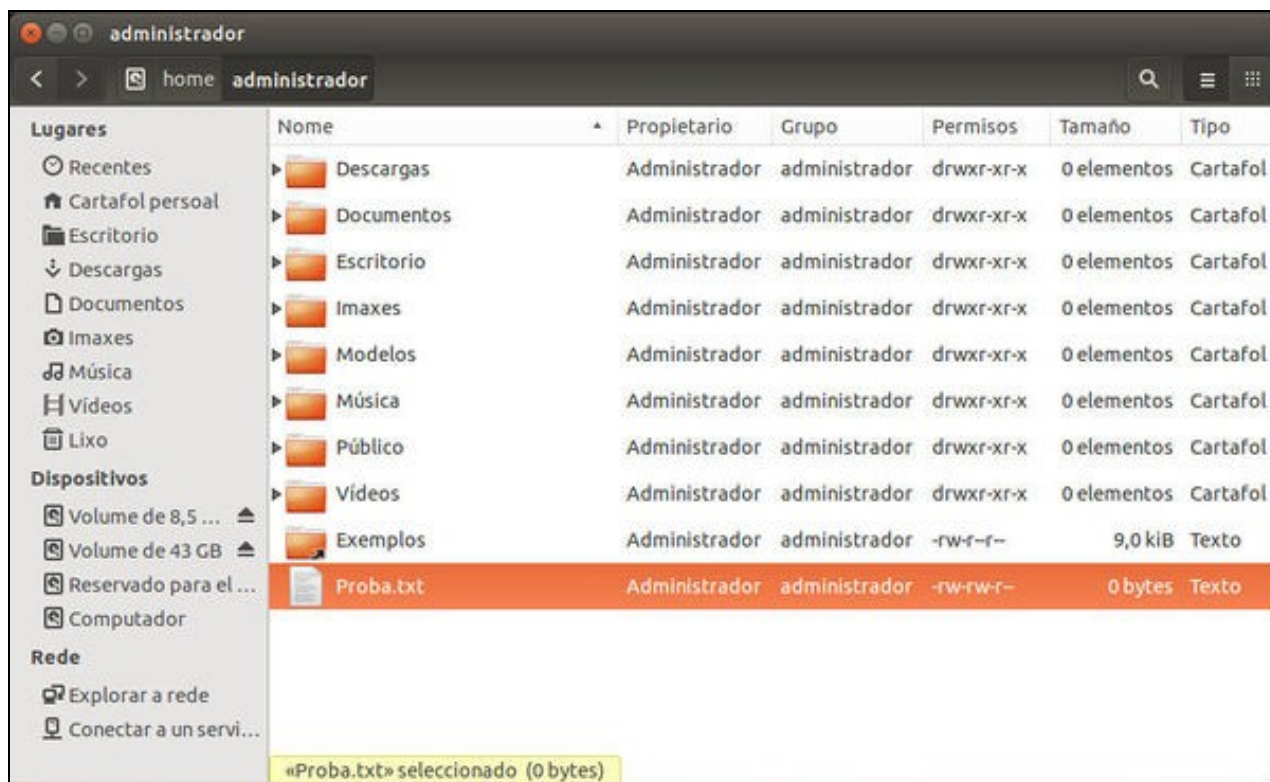 administrador
home administrador
Lugares
Recentes
Cartafol persoal
Escritorio
Descargas
Documentos
Imaxes
Música
Vídeos
Lixo
Dispositivos
Volume de 8,5 ...
Volume de 43 GB
Reservado para el ...
Computador
Rede
Explorar a rede
Conectar a un servi...
Nome Propietario Grupo Permisos Tamaño Tipo
Descargas Administrador administrador drwxr-xr-x 0 elementos Cartafol
Documentos Administrador administrador drwxr-xr-x 0 elementos Cartafol
Escritorio Administrador administrador drwxr-xr-x 0 elementos Cartafol
Imaxes Administrador administrador drwxr-xr-x 0 elementos Cartafol
Modelos Administrador administrador drwxr-xr-x 0 elementos Cartafol
Música Administrador administrador drwxr-xr-x 0 elementos Cartafol
Público Administrador administrador drwxr-xr-x 0 elementos Cartafol
Vídeos Administrador administrador drwxr-xr-x 0 elementos Cartafol
Exemplos Administrador administrador -rw-r--r-- 9,0 kiB Texto
Proba.txt Administrador administrador -rw-rw-r-- 0 bytes Texto
«Proba.txt» seleccionado (0 bytes)